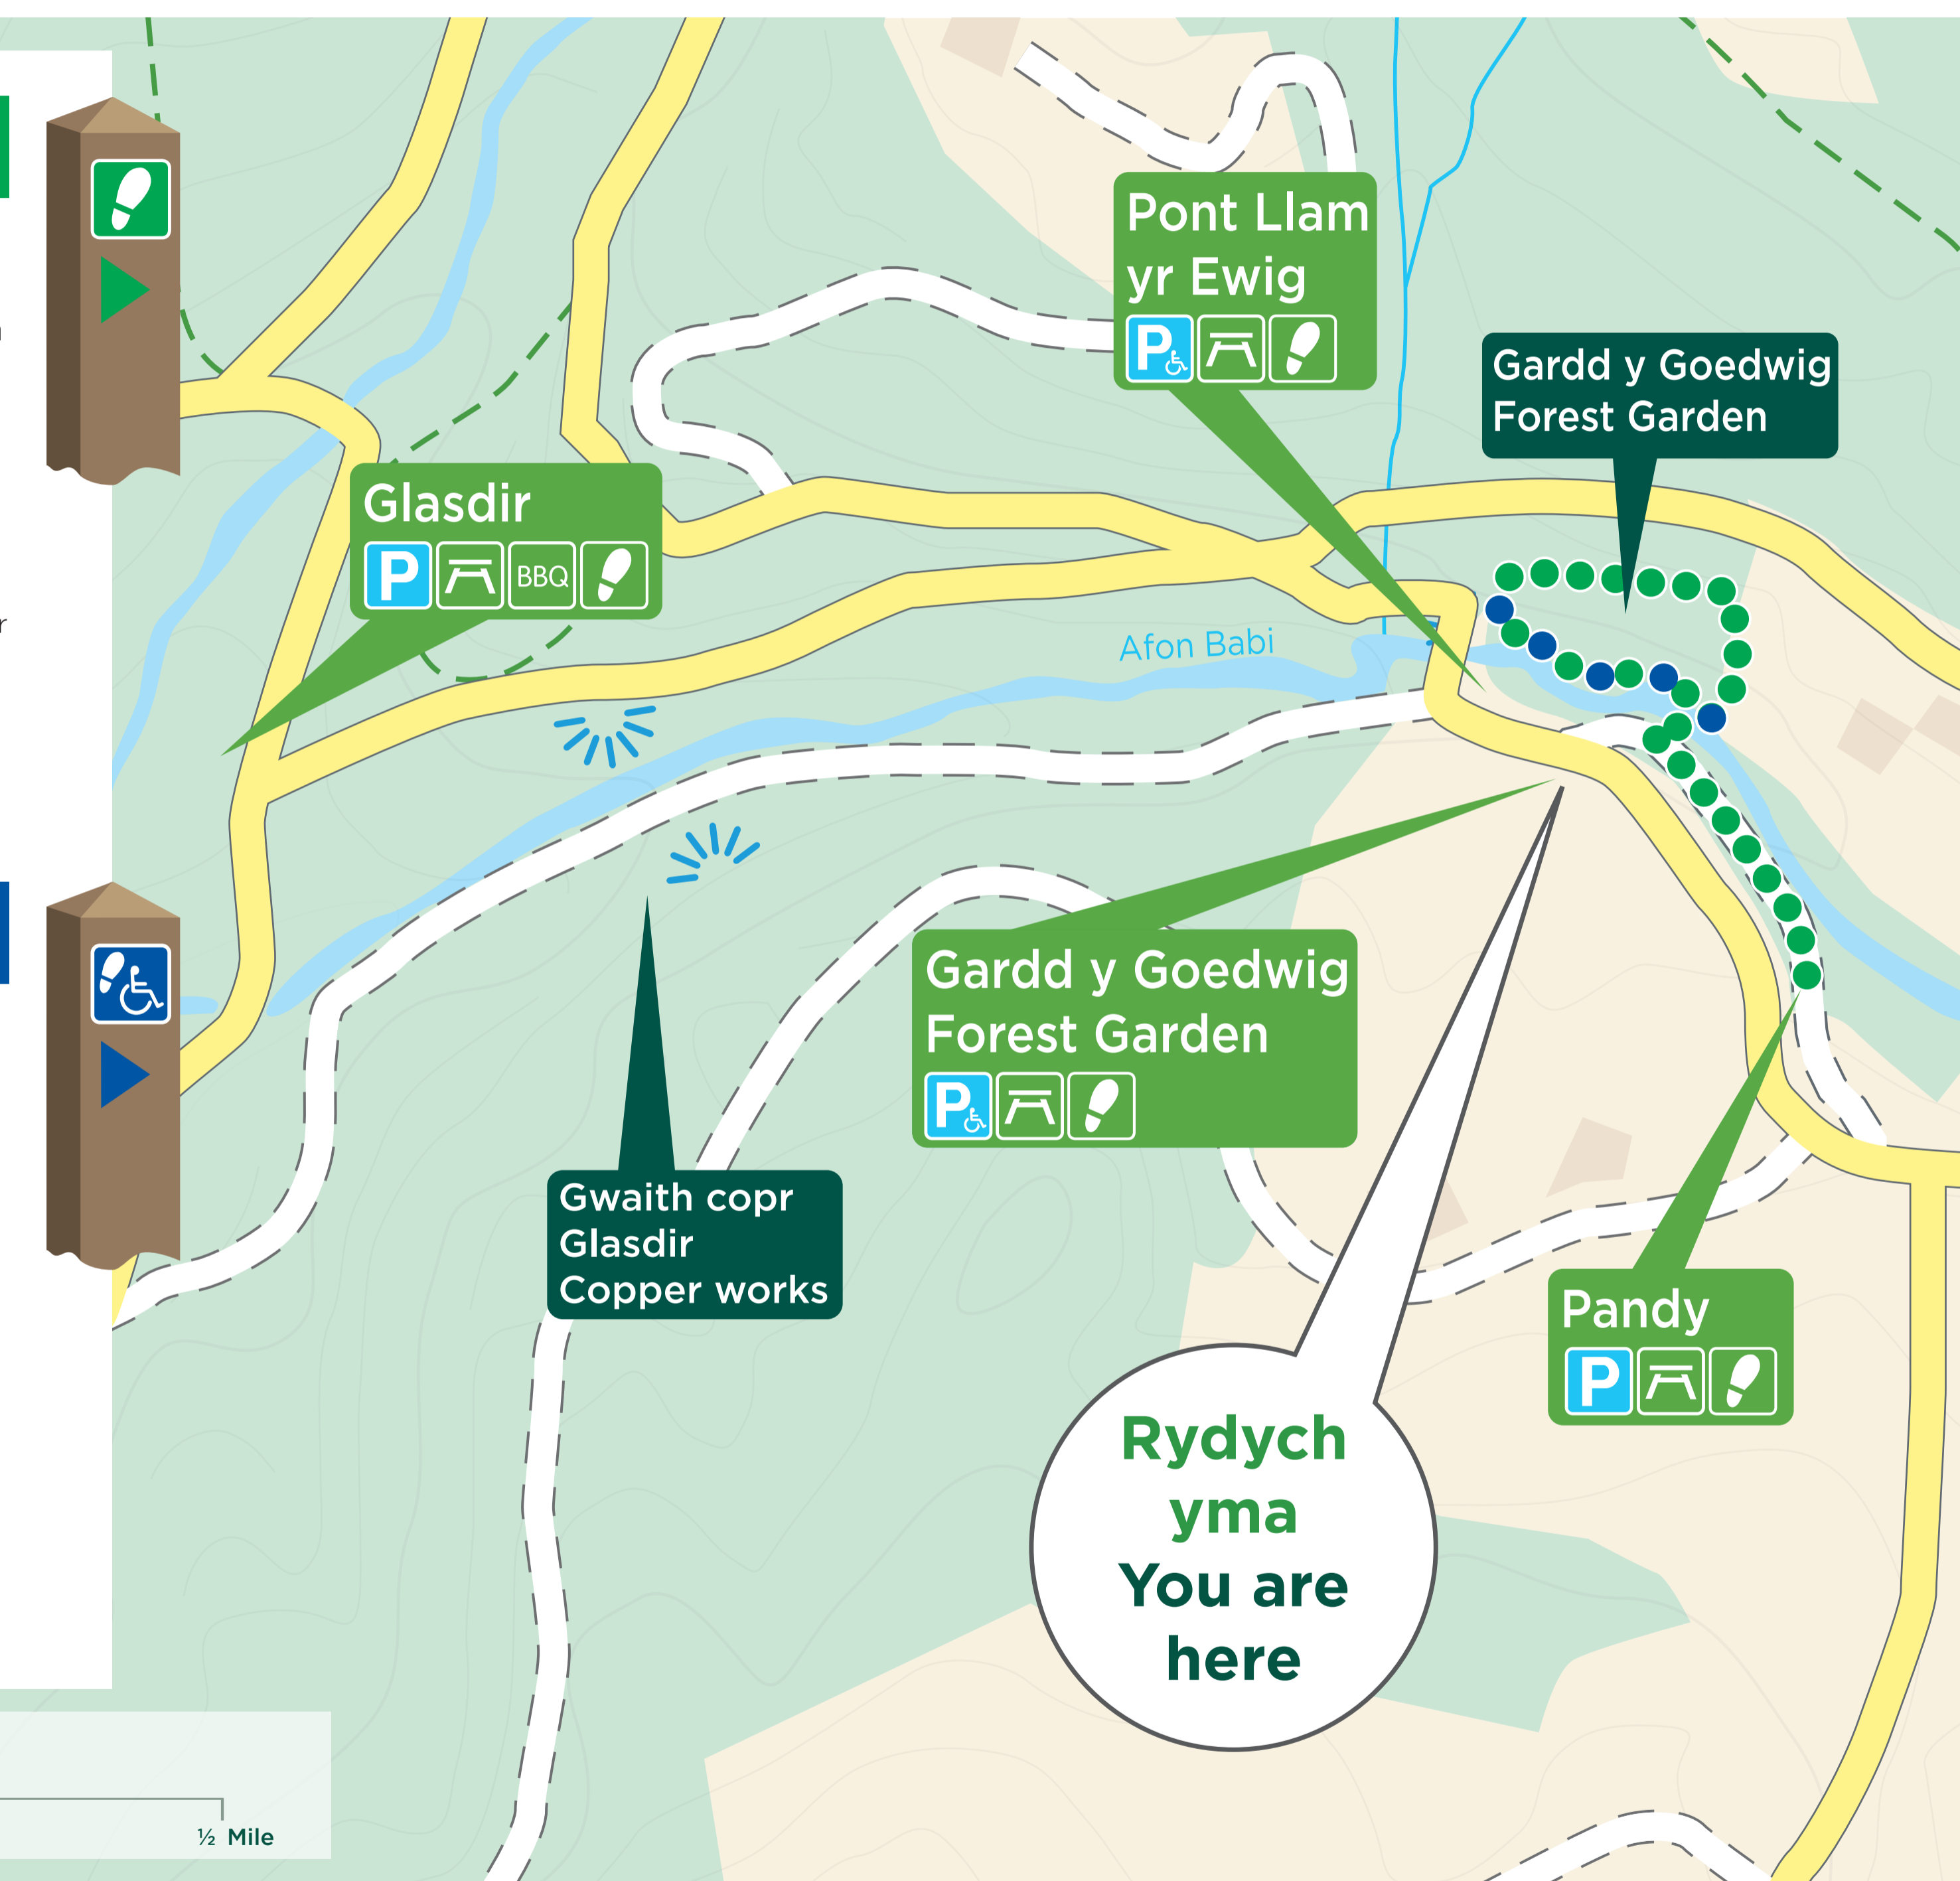 Pont Llam
yr Ewig
P
Gardd y Goedwig
Forest Garden
Glasdir
P
BBQ
Afon Babi
Gardd y Goedwig
Forest Garden
P
Gwaith copr
Glasdir
Copper works
Pandy
P
Rydych
yma
You are
here
½ Mile